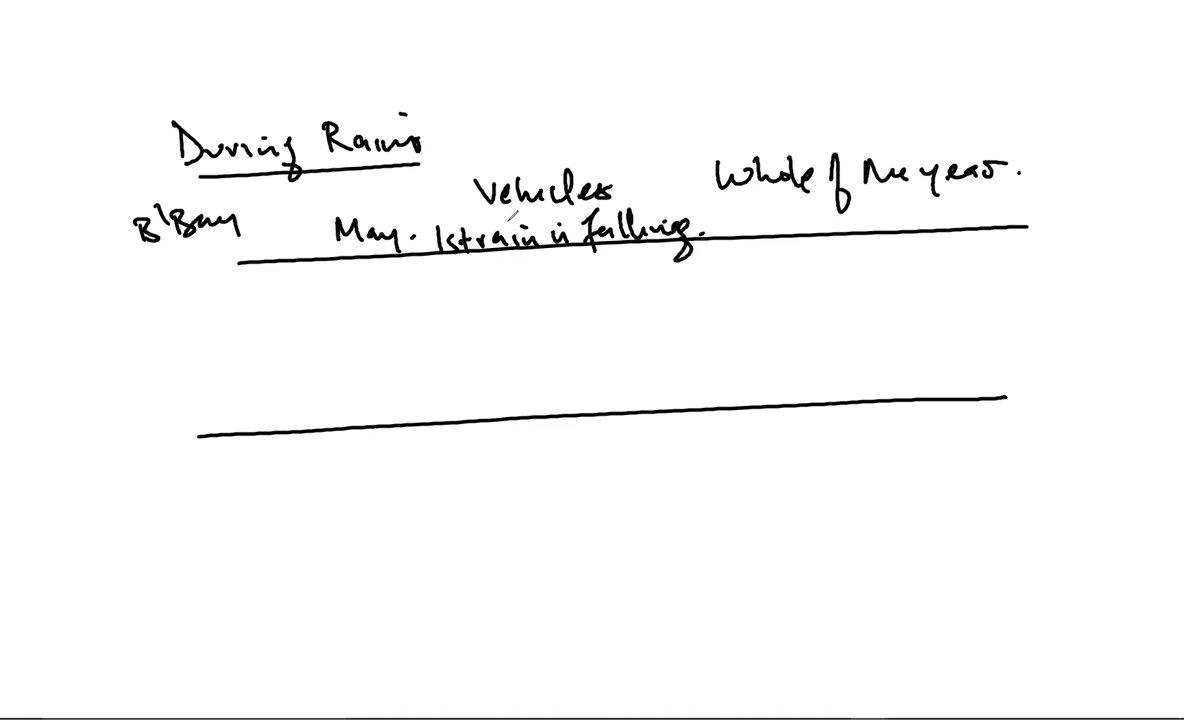 During Rains
Vehicles Whole of the year.
B'Bay May. 1st rain is falling.